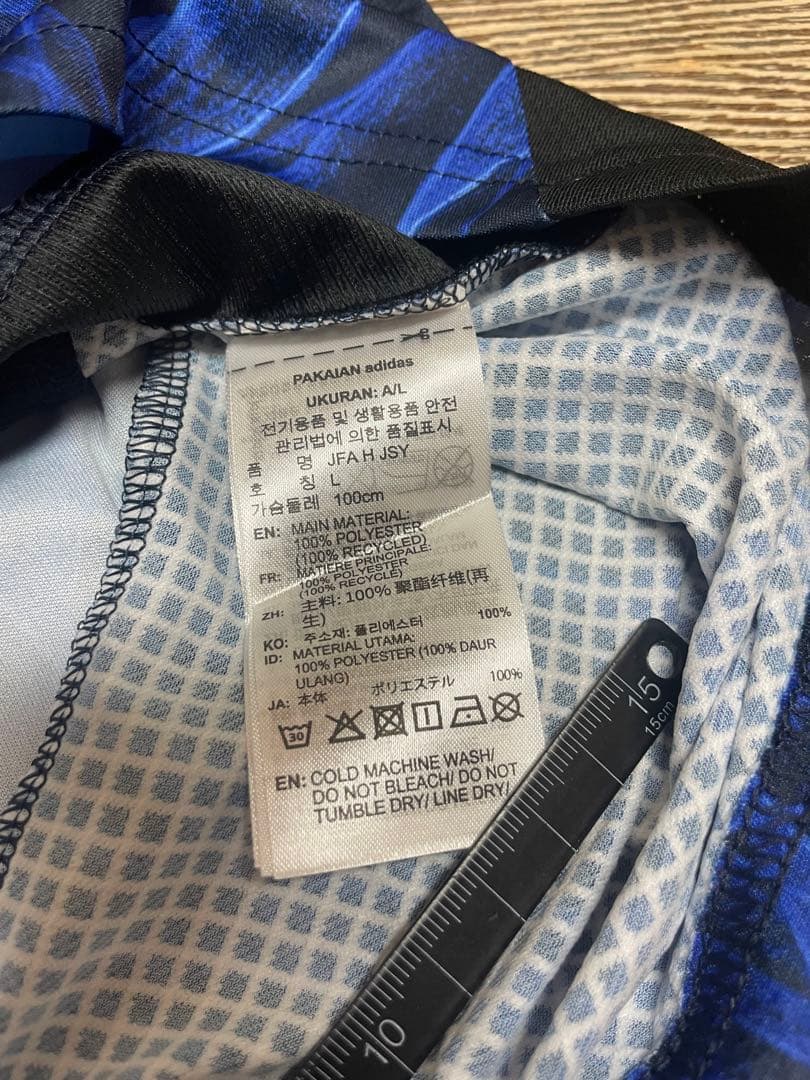 PAKAIAN adidas
UKURAN: A/L
전기용품 및 생활용품 안전
관리법에 의한 품질표시
품 명 JFA H JSY
호 칭 L
가슴둘레 100cm
EN: MAIN MATERIAL:
100% POLYESTER
(100% RECYCLED)
FR: MATIÈRE PRINCIPALE:
100% POLYESTER
(100% RECYCLÉ)
ZH: 主料: 100% 聚酯纤维(再
生)
KO: 주소재: 폴리에스터 100%
ID: MATERIAL UTAMA:
100% POLYESTER (100% DAUR
ULANG)
JA: 本体 ポリエステル 100%
30
EN: COLD MACHINE WASH/
DO NOT BLEACH/ DO NOT
TUMBLE DRY/ LINE DRY/
15
15cm
10